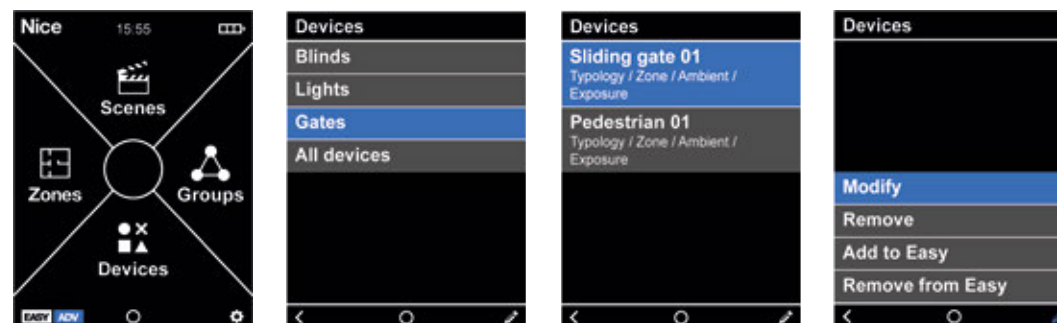 Nice 15:55
Scenes
Zones
Groups
Devices
EASY ADV
Devices
Blinds
Lights
Gates
All devices
Devices
Sliding gate 01
Typology / Zone / Ambient /
Exposure
Pedestrian 01
Typology / Zone / Ambient /
Exposure
Devices
Modify
Remove
Add to Easy
Remove from Easy